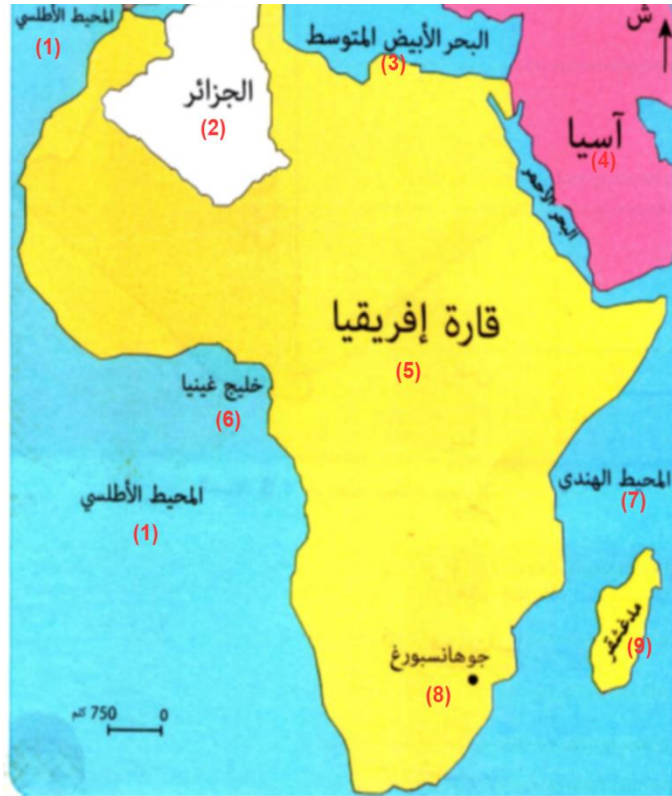 المحيط الأطلسي
(1)
البحر الأبيض المتوسط
(3)
ش
الجزائر
(2)
آسيا
(4)
البحر الأحمر
قارة إفريقيا
(5)
خليج غينيا
(6)
المحيط الهندي
(7)
المحيط الأطلسي
(1)
مدغشقر
(9)
جوهانسبورغ
(8)
0 750 كلم